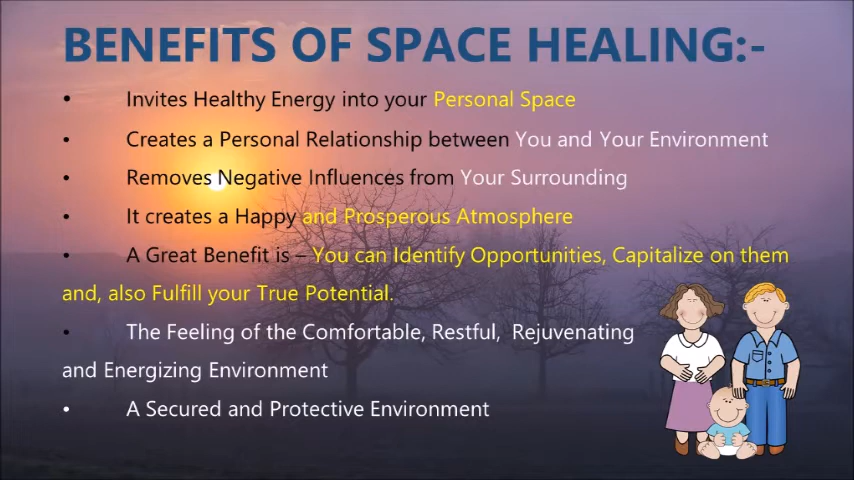 BENEFITS OF SPACE HEALING:-
• Invites Healthy Energy into your Personal Space
• Creates a Personal Relationship between You and Your Environment
• Removes Negative Influences from Your Surrounding
• It creates a Happy and Prosperous Atmosphere
• A Great Benefit is – You can Identify Opportunities, Capitalize on them
and, also Fulfill your True Potential.
• The Feeling of the Comfortable, Restful, Rejuvenating
and Energizing Environment
• A Secured and Protective Environment